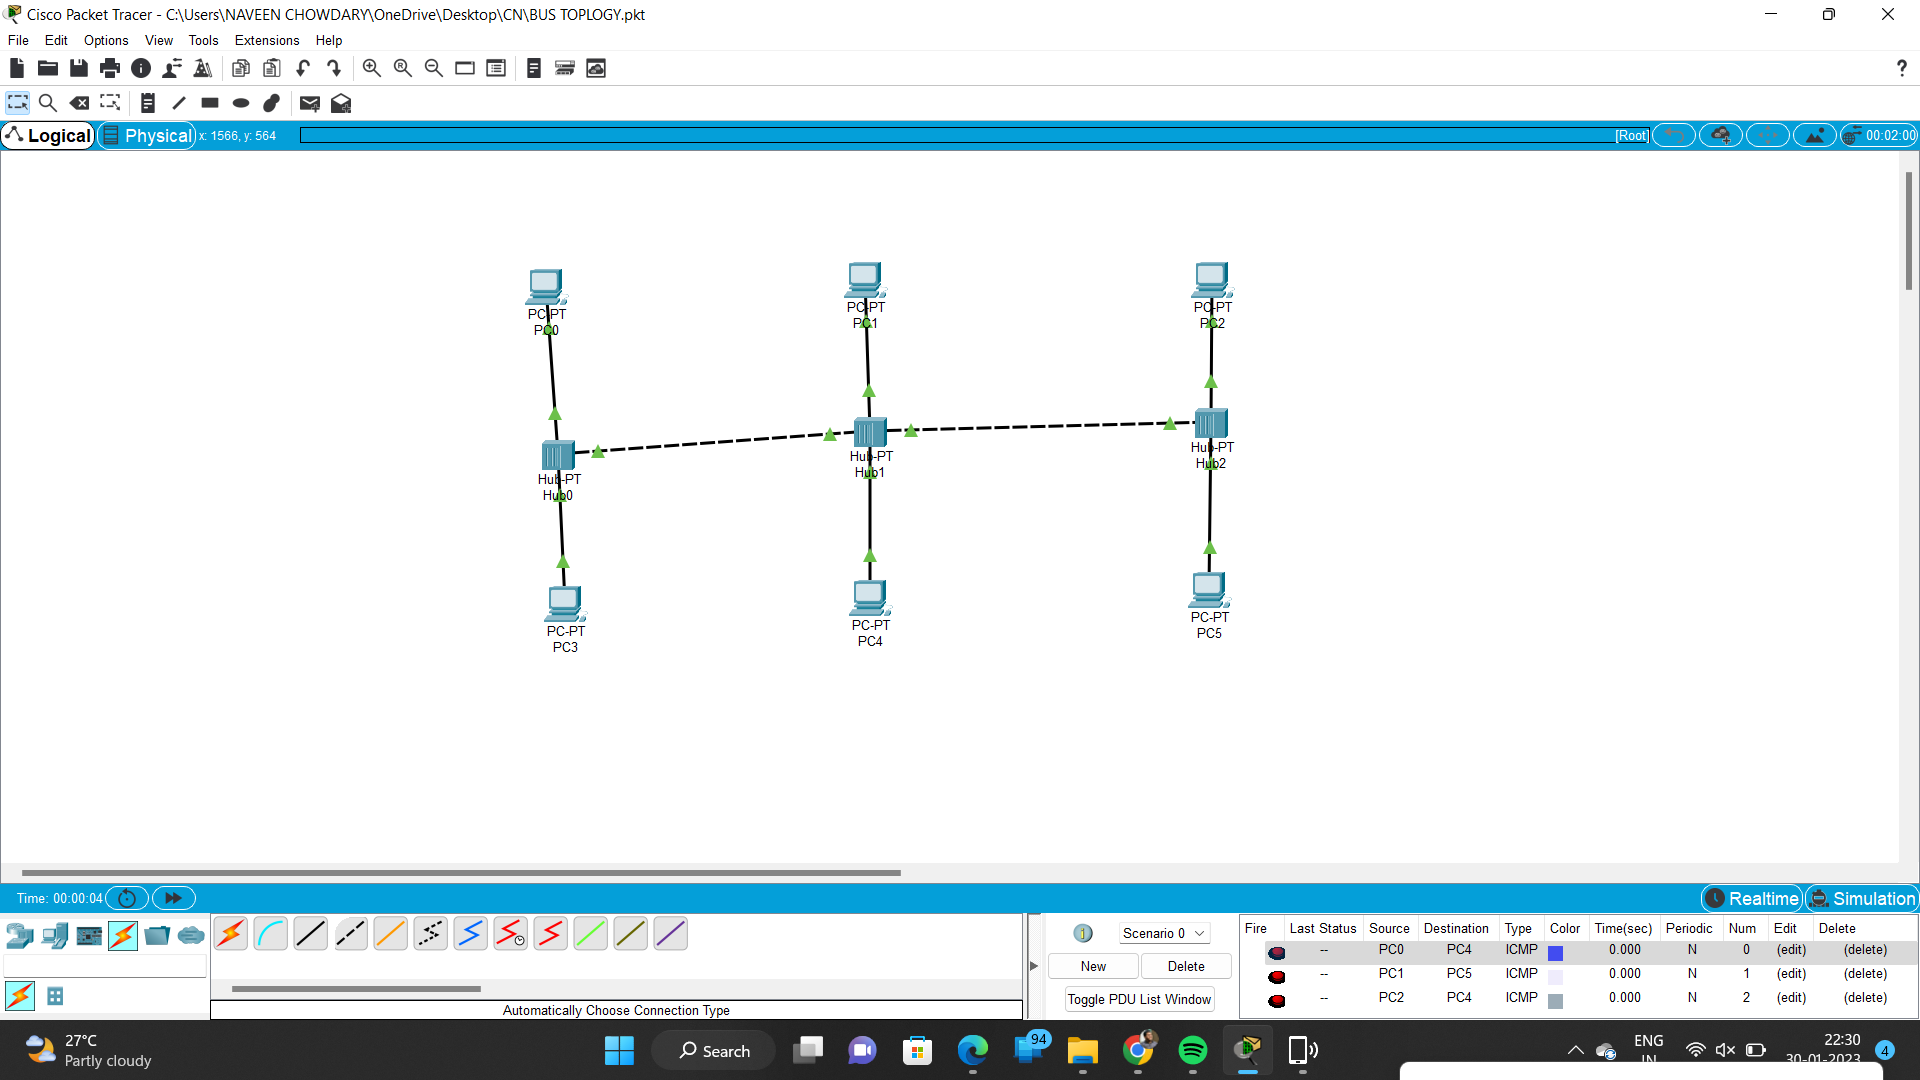 Cisco Packet Tracer - C:\Users\NAVEEN CHOWDARY\OneDrive\Desktop\CN\BUS TOPLOGY.pkt
File Edit Options View Tools Extensions Help
?
Logical Physical x: 1566, y: 564 [Root] 00:02:00
PC-PT
PC0
PC-PT
PC1
PC-PT
PC2
Hub-PT
Hub0
Hub-PT
Hub1
Hub-PT
Hub2
PC-PT
PC3
PC-PT
PC4
PC-PT
PC5
Time: 00:00:04 Realtime Simulation
Scenario 0
New Delete
Toggle PDU List Window
Automatically Choose Connection Type
Fire Last Status Source Destination Type Color Time(sec) Periodic Num Edit Delete
-- PC0 PC4 ICMP 0.000 N 0 (edit) (delete)
-- PC1 PC5 ICMP 0.000 N 1 (edit) (delete)
-- PC2 PC4 ICMP 0.000 N 2 (edit) (delete)
27°C
Partly cloudy
Search
94
ENG
IN
22:30
30-01-2023
4